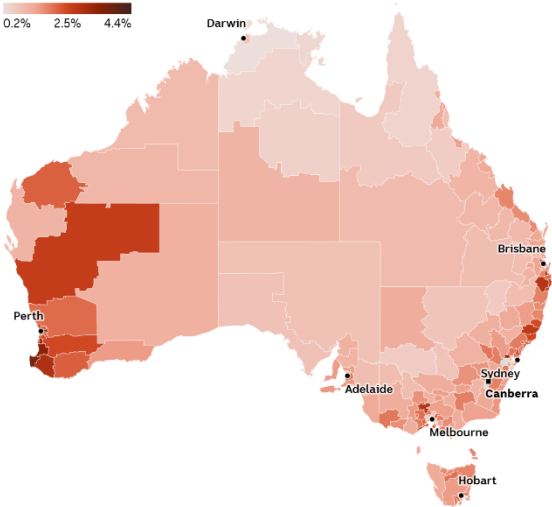 0.2% 2.5% 4.4%
Darwin
Brisbane
Perth
Sydney
Adelaide
Canberra
Melbourne
Hobart